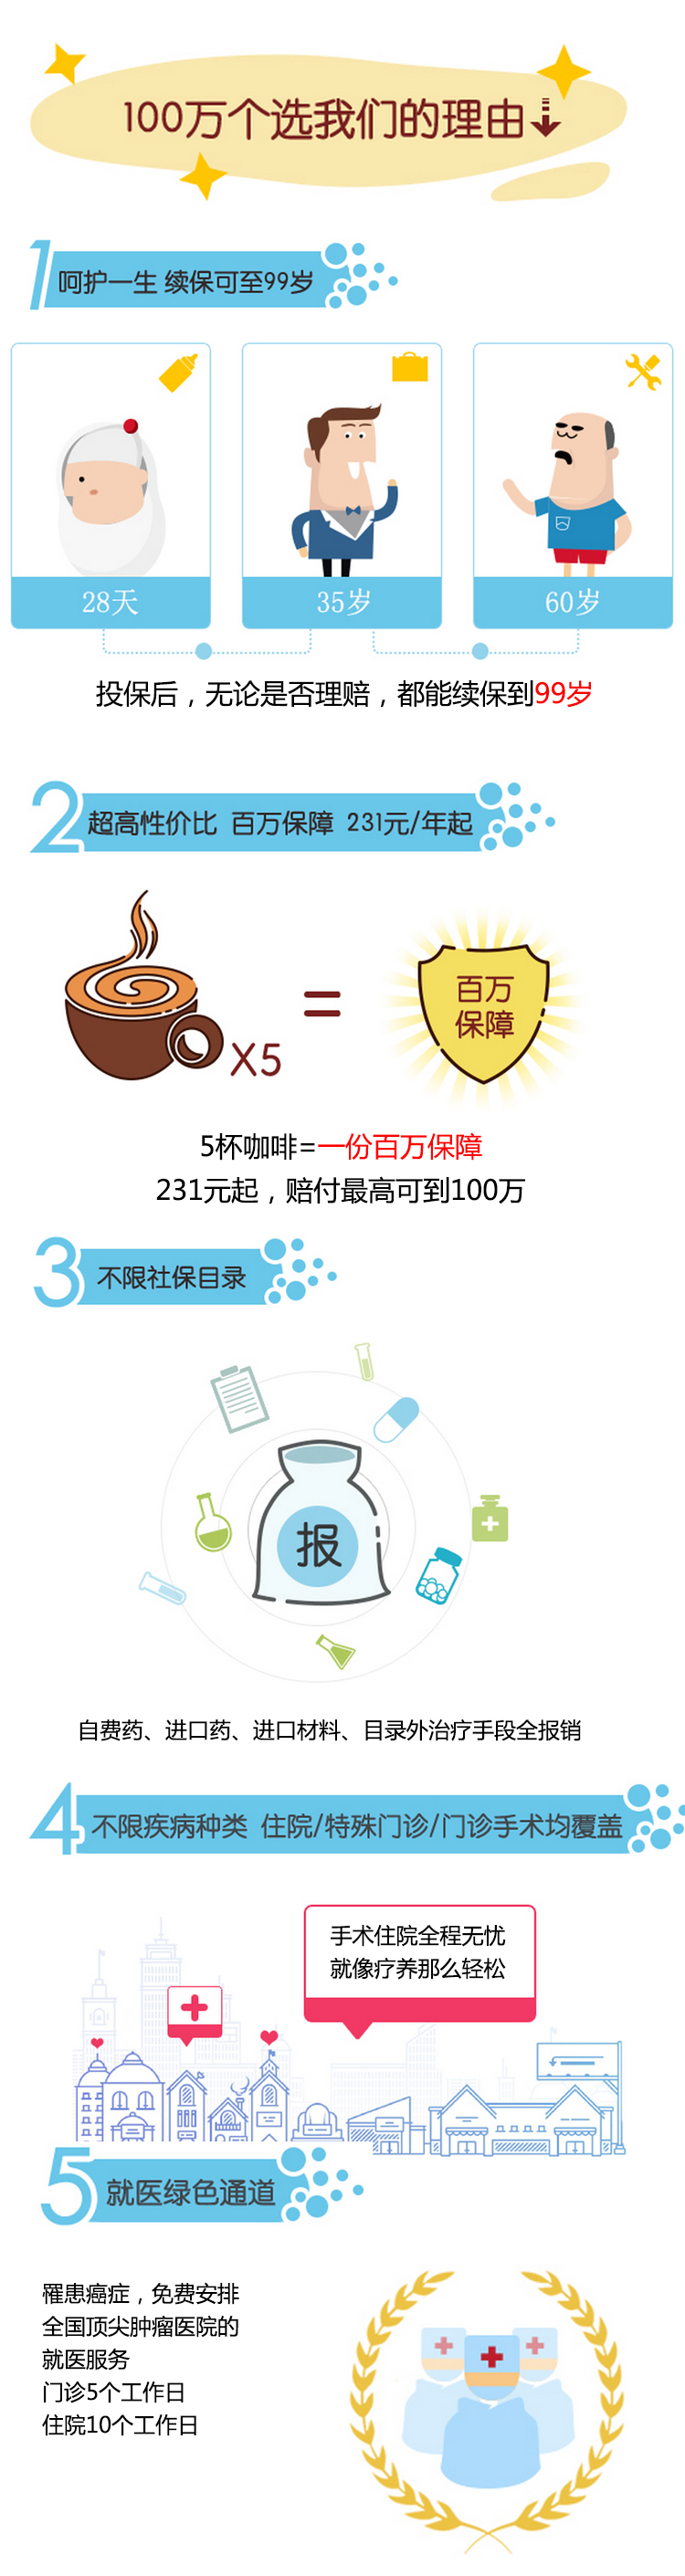 100万个选我们的理由
1 呵护一生 续保可至99岁
28天
35岁
60岁
投保后，无论是否理赔，都能续保到99岁
2 超高性价比 百万保障 231元/年起
X5
=
百万
保障
5杯咖啡=一份百万保障
231元起，赔付最高可到100万
3 不限社保目录
报
自费药、进口药、进口材料、目录外治疗手段全报销
4 不限疾病种类 住院/特殊门诊/门诊手术均覆盖
手术住院全程无忧
就像疗养那么轻松
5 就医绿色通道
罹患癌症，免费安排
全国顶尖肿瘤医院的
就医服务
门诊5个工作日
住院10个工作日